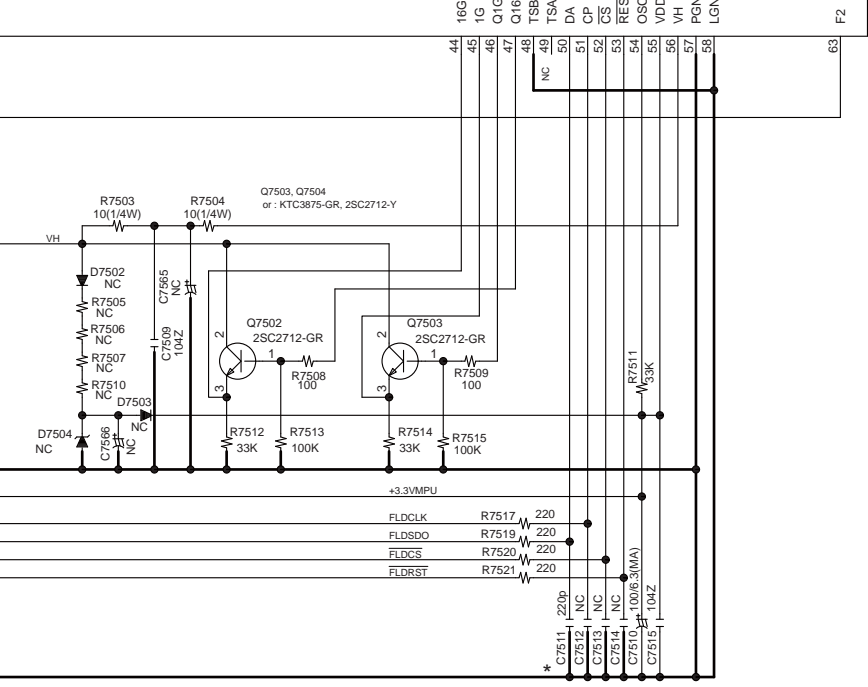 16G
1G
Q1G
Q16
TSB
TSA
DA
CP
CS
RES
OSC
VDD
VH
PGN
LGN
F2
44
45
46
47
48
49
50
51
52
53
54
55
56
57
58
63
NC
R7503
10(1/4W)
R7504
10(1/4W)
Q7503, Q7504
or : KTC3875-GR, 2SC2712-Y
VH
D7502
NC
C7565
NC
R7505
NC
R7506
NC
R7507
NC
R7510
NC
C7509
104Z
2
Q7502
2SC2712-GR
1
3
R7508
100
2
Q7503
2SC2712-GR
1
3
R7509
100
R7511
33K
D7503
NC
D7504
NC
C7566
NC
R7512
33K
R7513
100K
R7514
33K
R7515
100K
+3.3VMPU
FLDCLK R7517 220
FLDSDO R7519 220
FLDCS R7520 220
FLDRST R7521 220
220p
NC
NC
NC
100/6.3(MA)
104Z
C7511
C7512
C7513
C7514
C7510
C7515
*